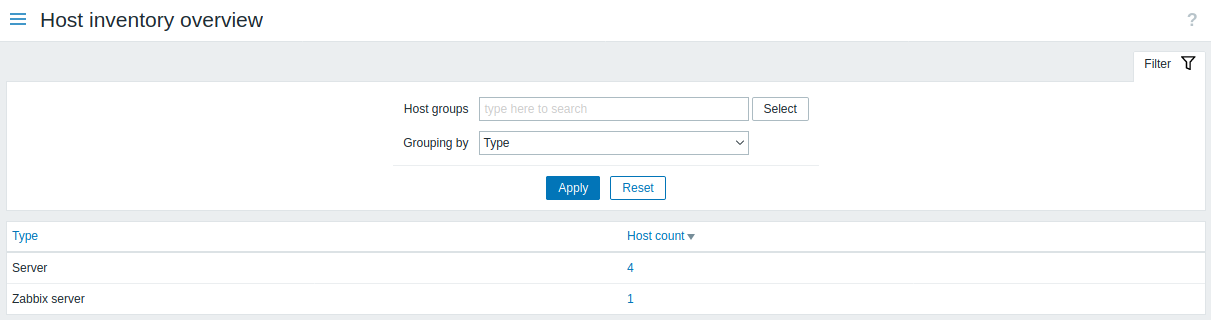 Host inventory overview
?
Filter
Host groups type here to search Select
Grouping by Type
Apply Reset
Type Host count
Server 4
Zabbix server 1